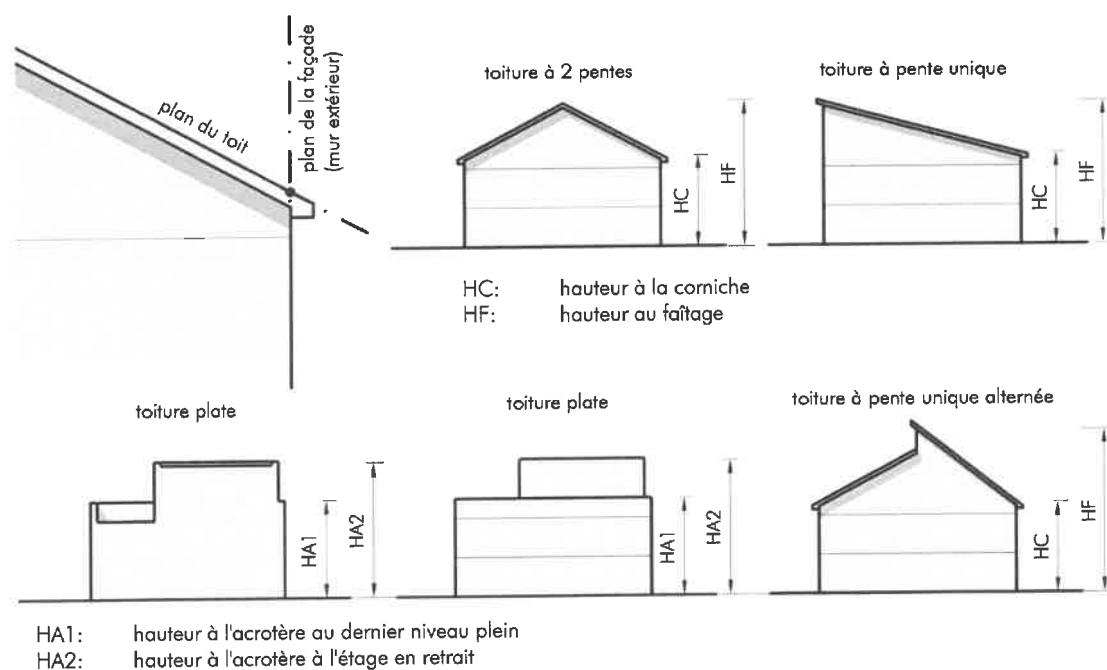 plan du toit
plan de la façade
(mur extérieur)
toiture à 2 pentes
HC
HF
toiture à pente unique
HC
HF
HC: hauteur à la corniche
HF: hauteur au faîtage
toiture plate
HA1
HA2
toiture plate
HA1
HA2
toiture à pente unique alternée
HC
HF
HA1: hauteur à l'acrotère au dernier niveau plein
HA2: hauteur à l'acrotère à l'étage en retrait